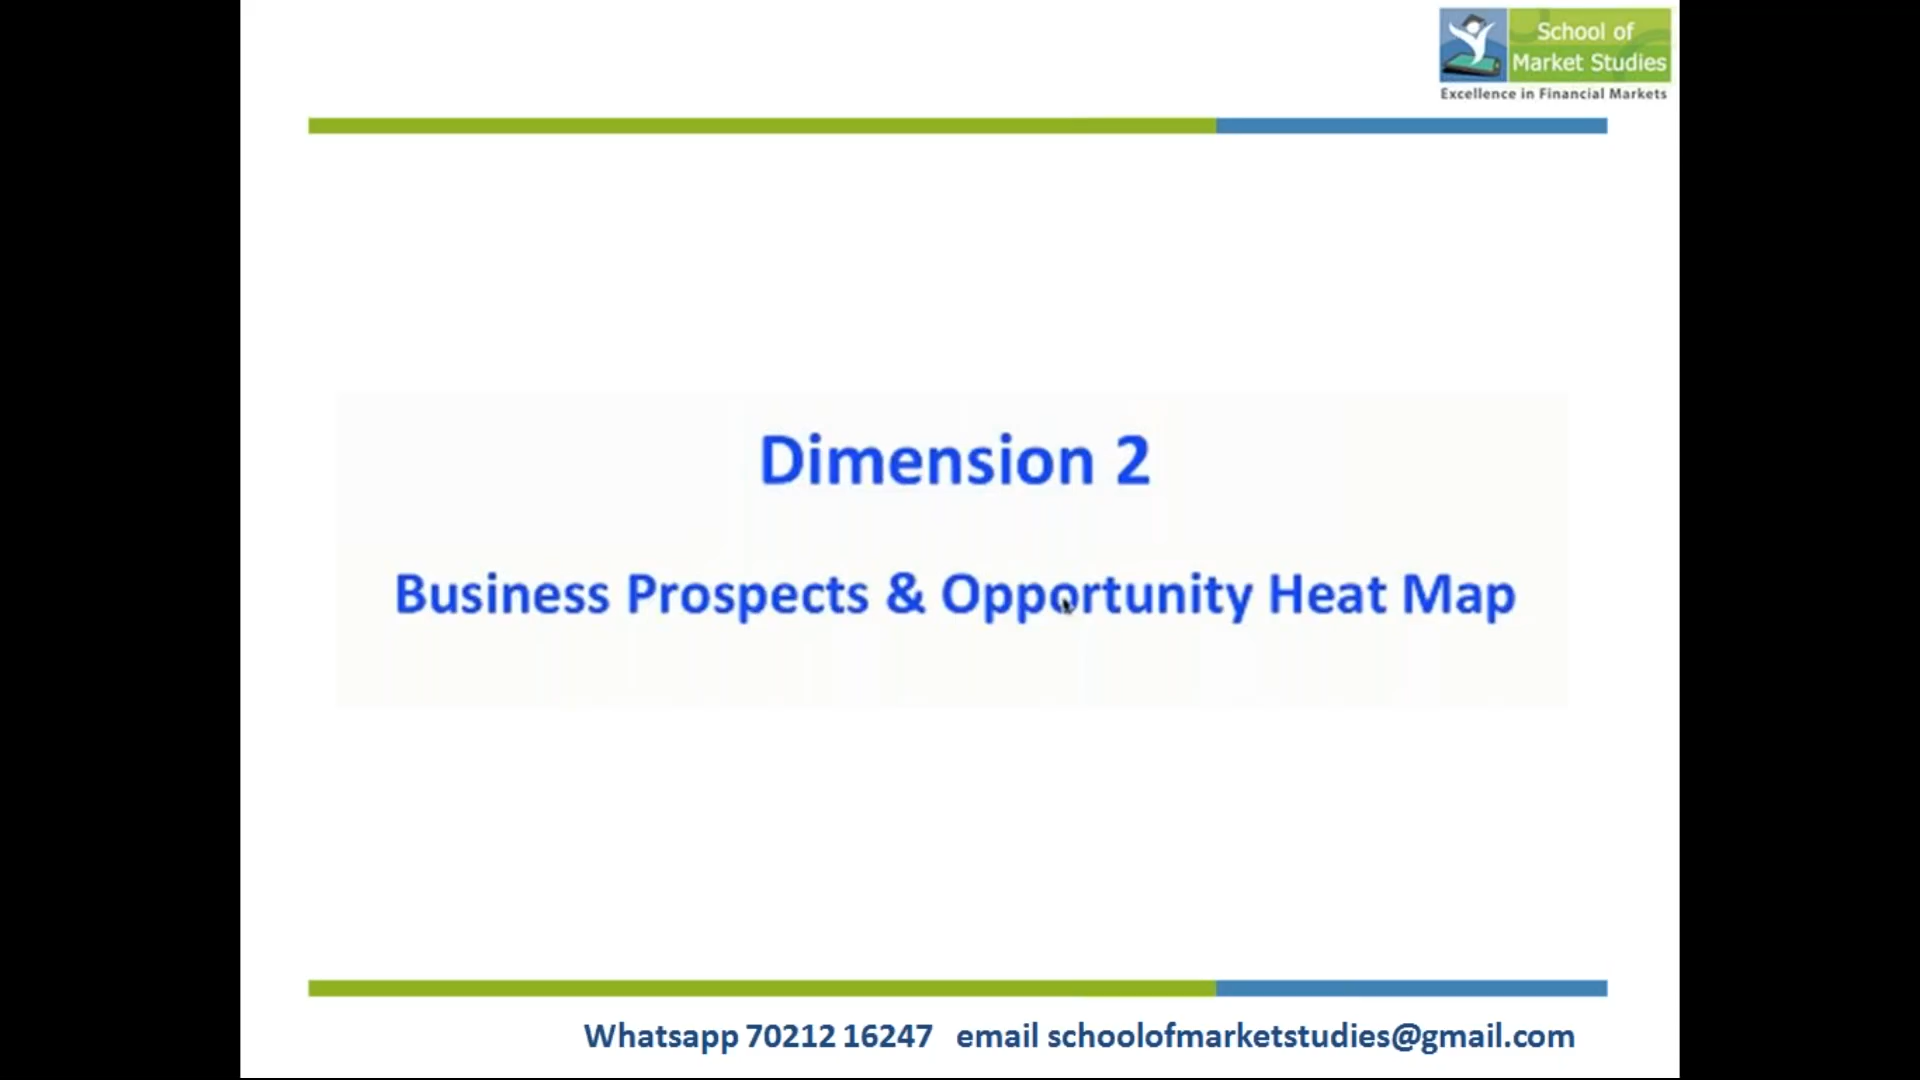 School of
Market Studies
Excellence in Financial Markets
Dimension 2
Business Prospects & Opportunity Heat Map
Whatsapp 70212 16247 email schoolofmarketstudies@gmail.com